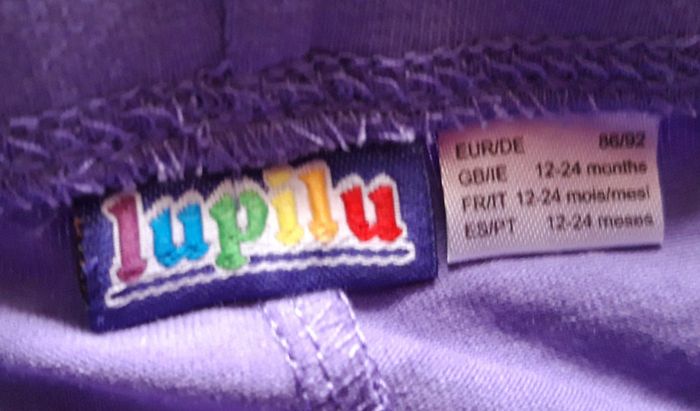 lupilu
EUR/DE 86/92
GB/IE 12-24 months
FR/IT 12-24 mois/mesi
ES/PT 12-24 meses